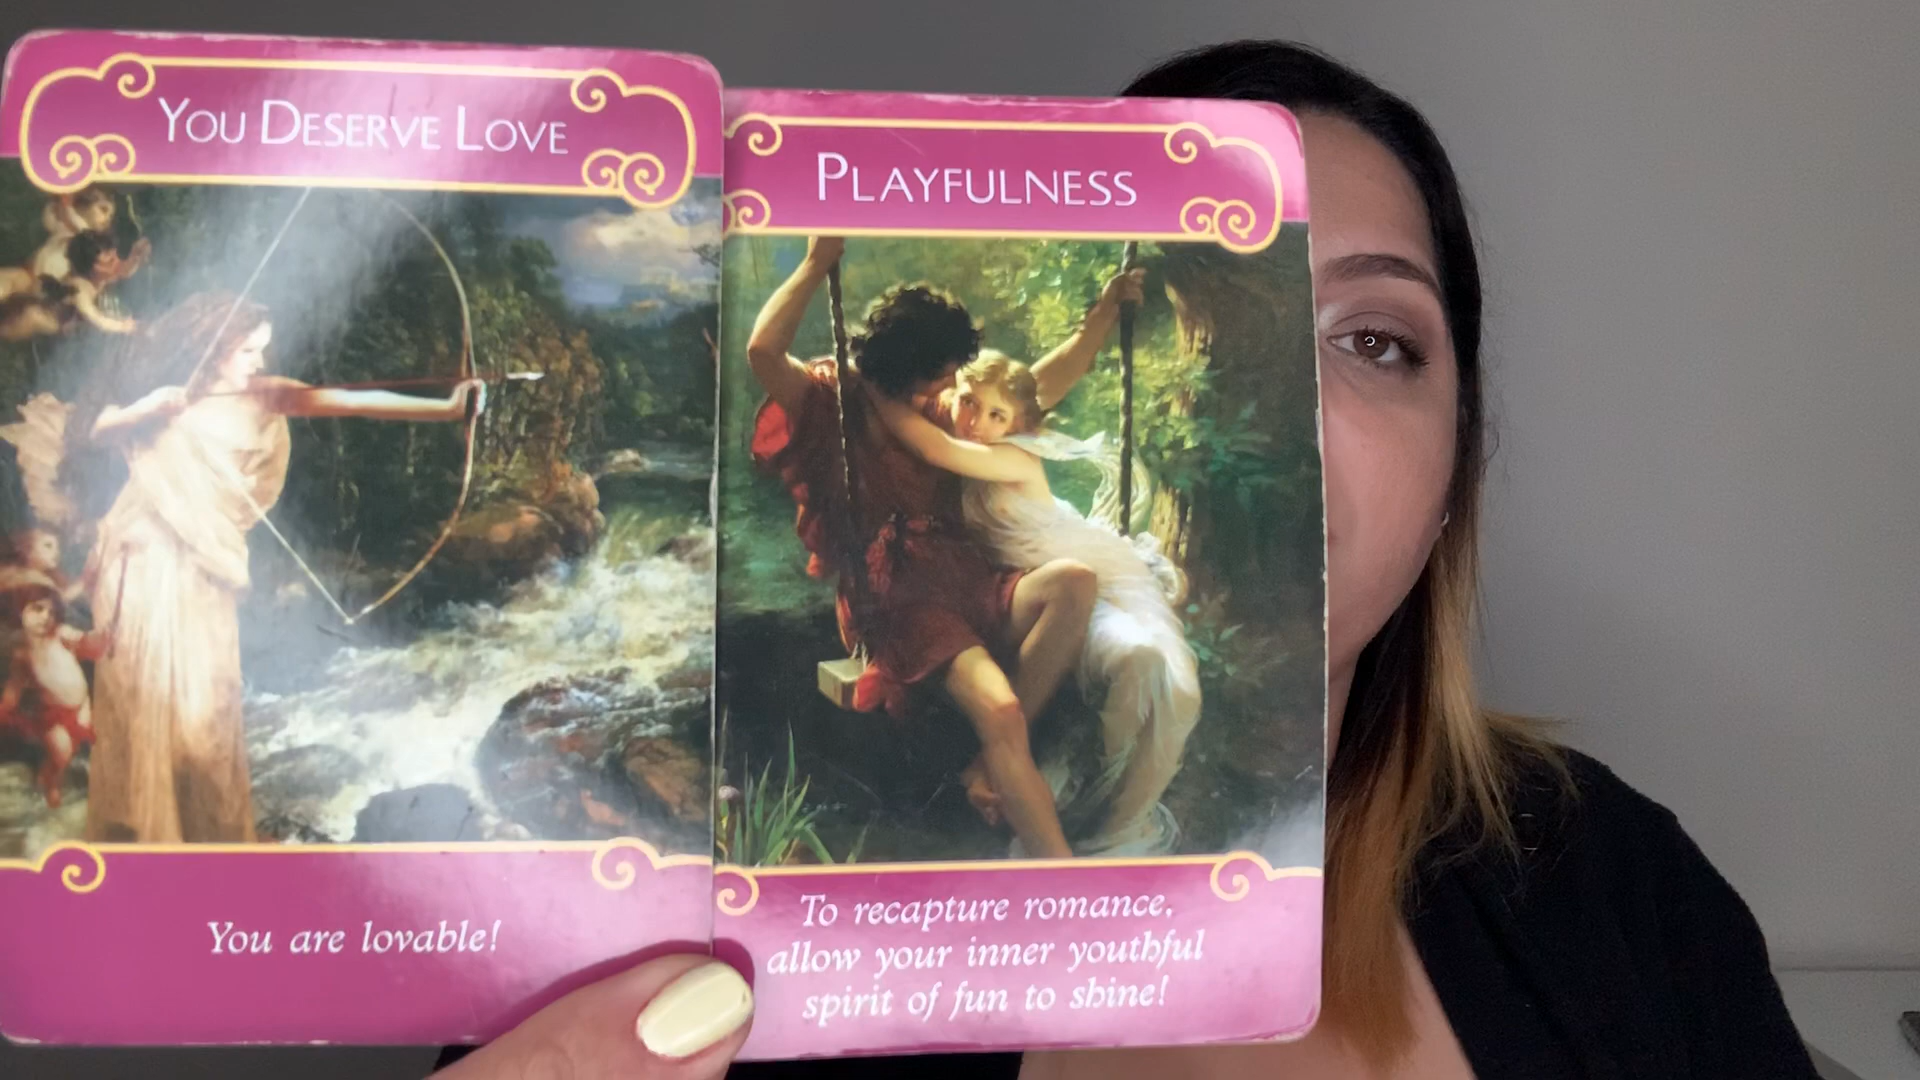 You Deserve Love
You are lovable!
Playfulness
To recapture romance,
allow your inner youthful
spirit of fun to shine!